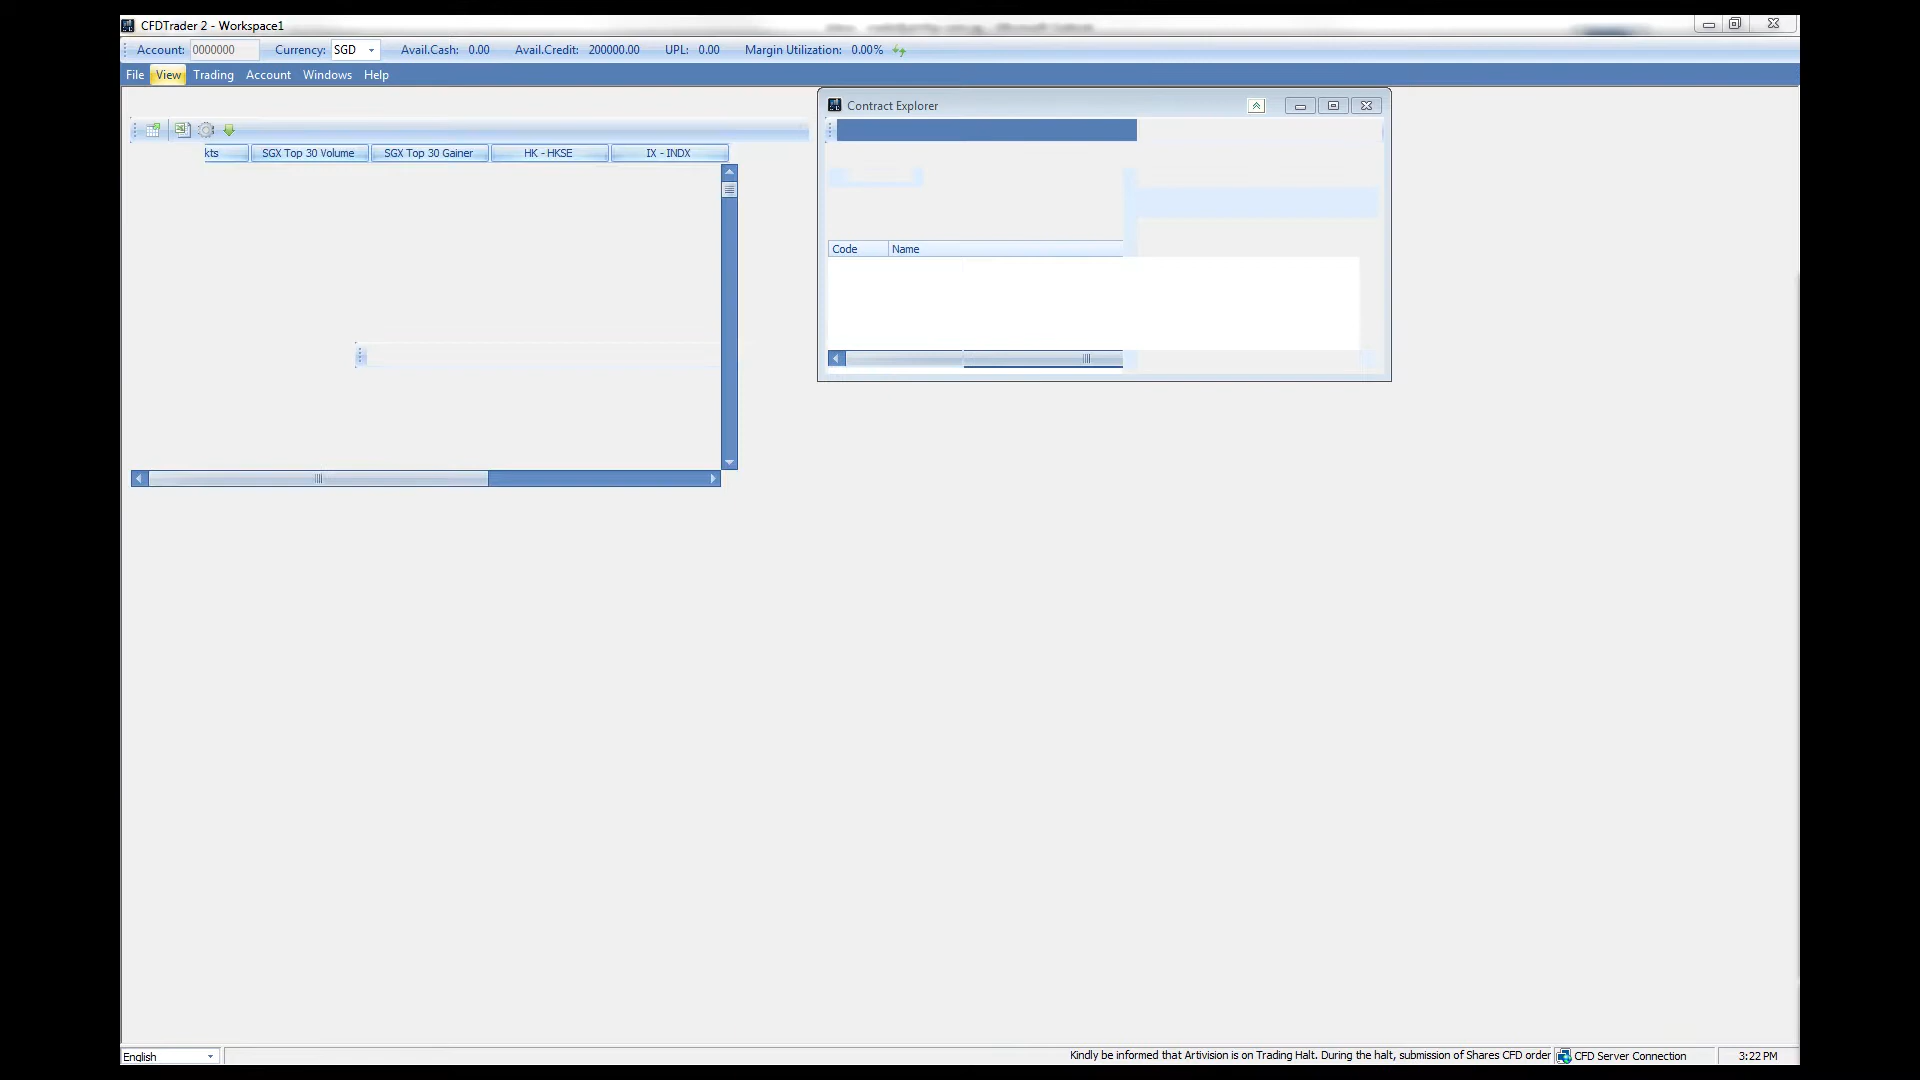 CFDTrader 2 - Workspace1
Account: 0000000 Currency: SGD Avail.Cash: 0.00 Avail.Credit: 200000.00 UPL: 0.00 Margin Utilization: 0.00%
File View Trading Account Windows Help
Contract Explorer
kts SGX Top 30 Volume SGX Top 30 Gainer HK - HKSE IX - INDX
Code Name
English Kindly be informed that Artivision is on Trading Halt. During the halt, submission of Shares CFD order CFD Server Connection 3:22 PM